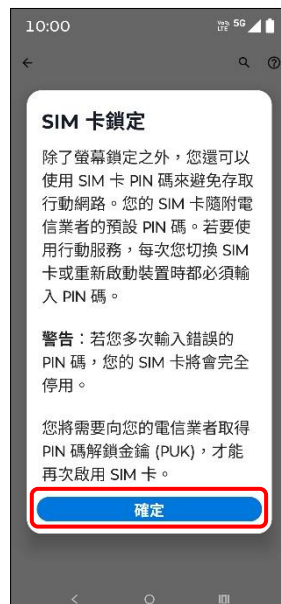 10:00
Vo) LTE 5G
SIM 卡鎖定
除了螢幕鎖定之外，您還可以
使用 SIM 卡 PIN 碼來避免存取
行動網路。您的 SIM 卡隨附電
信業者的預設 PIN 碼。若要使
用行動服務，每次您切換 SIM
卡或重新啟動裝置時都必須輸
入 PIN 碼。
警告：若您多次輸入錯誤的
PIN 碼，您的 SIM 卡將會完全
停用。
您將需要向您的電信業者取得
PIN 碼解鎖金鑰 (PUK)，才能
再次啟用 SIM 卡。
確定